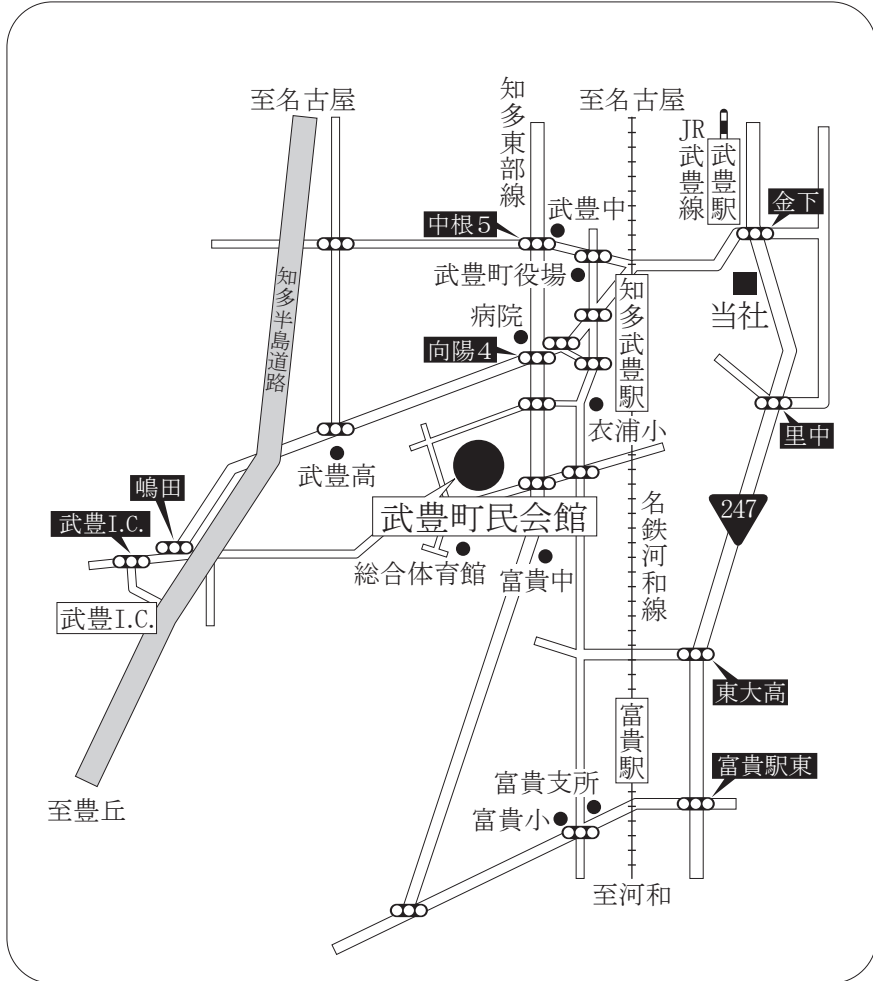 至名古屋
知多東部線
至名古屋
JR武豊線
武豊駅
金下
中根5
武豊中
武豊町役場
知多武豊駅
当社
病院
知多半島道路
向陽4
衣浦小
里中
武豊高
嶋田
武豊町民会館
名鉄河和線
247
武豊I.C.
総合体育館
富貴中
武豊I.C.
東大高
富貴駅
富貴駅東
富貴支所
至豊丘
富貴小
至河和